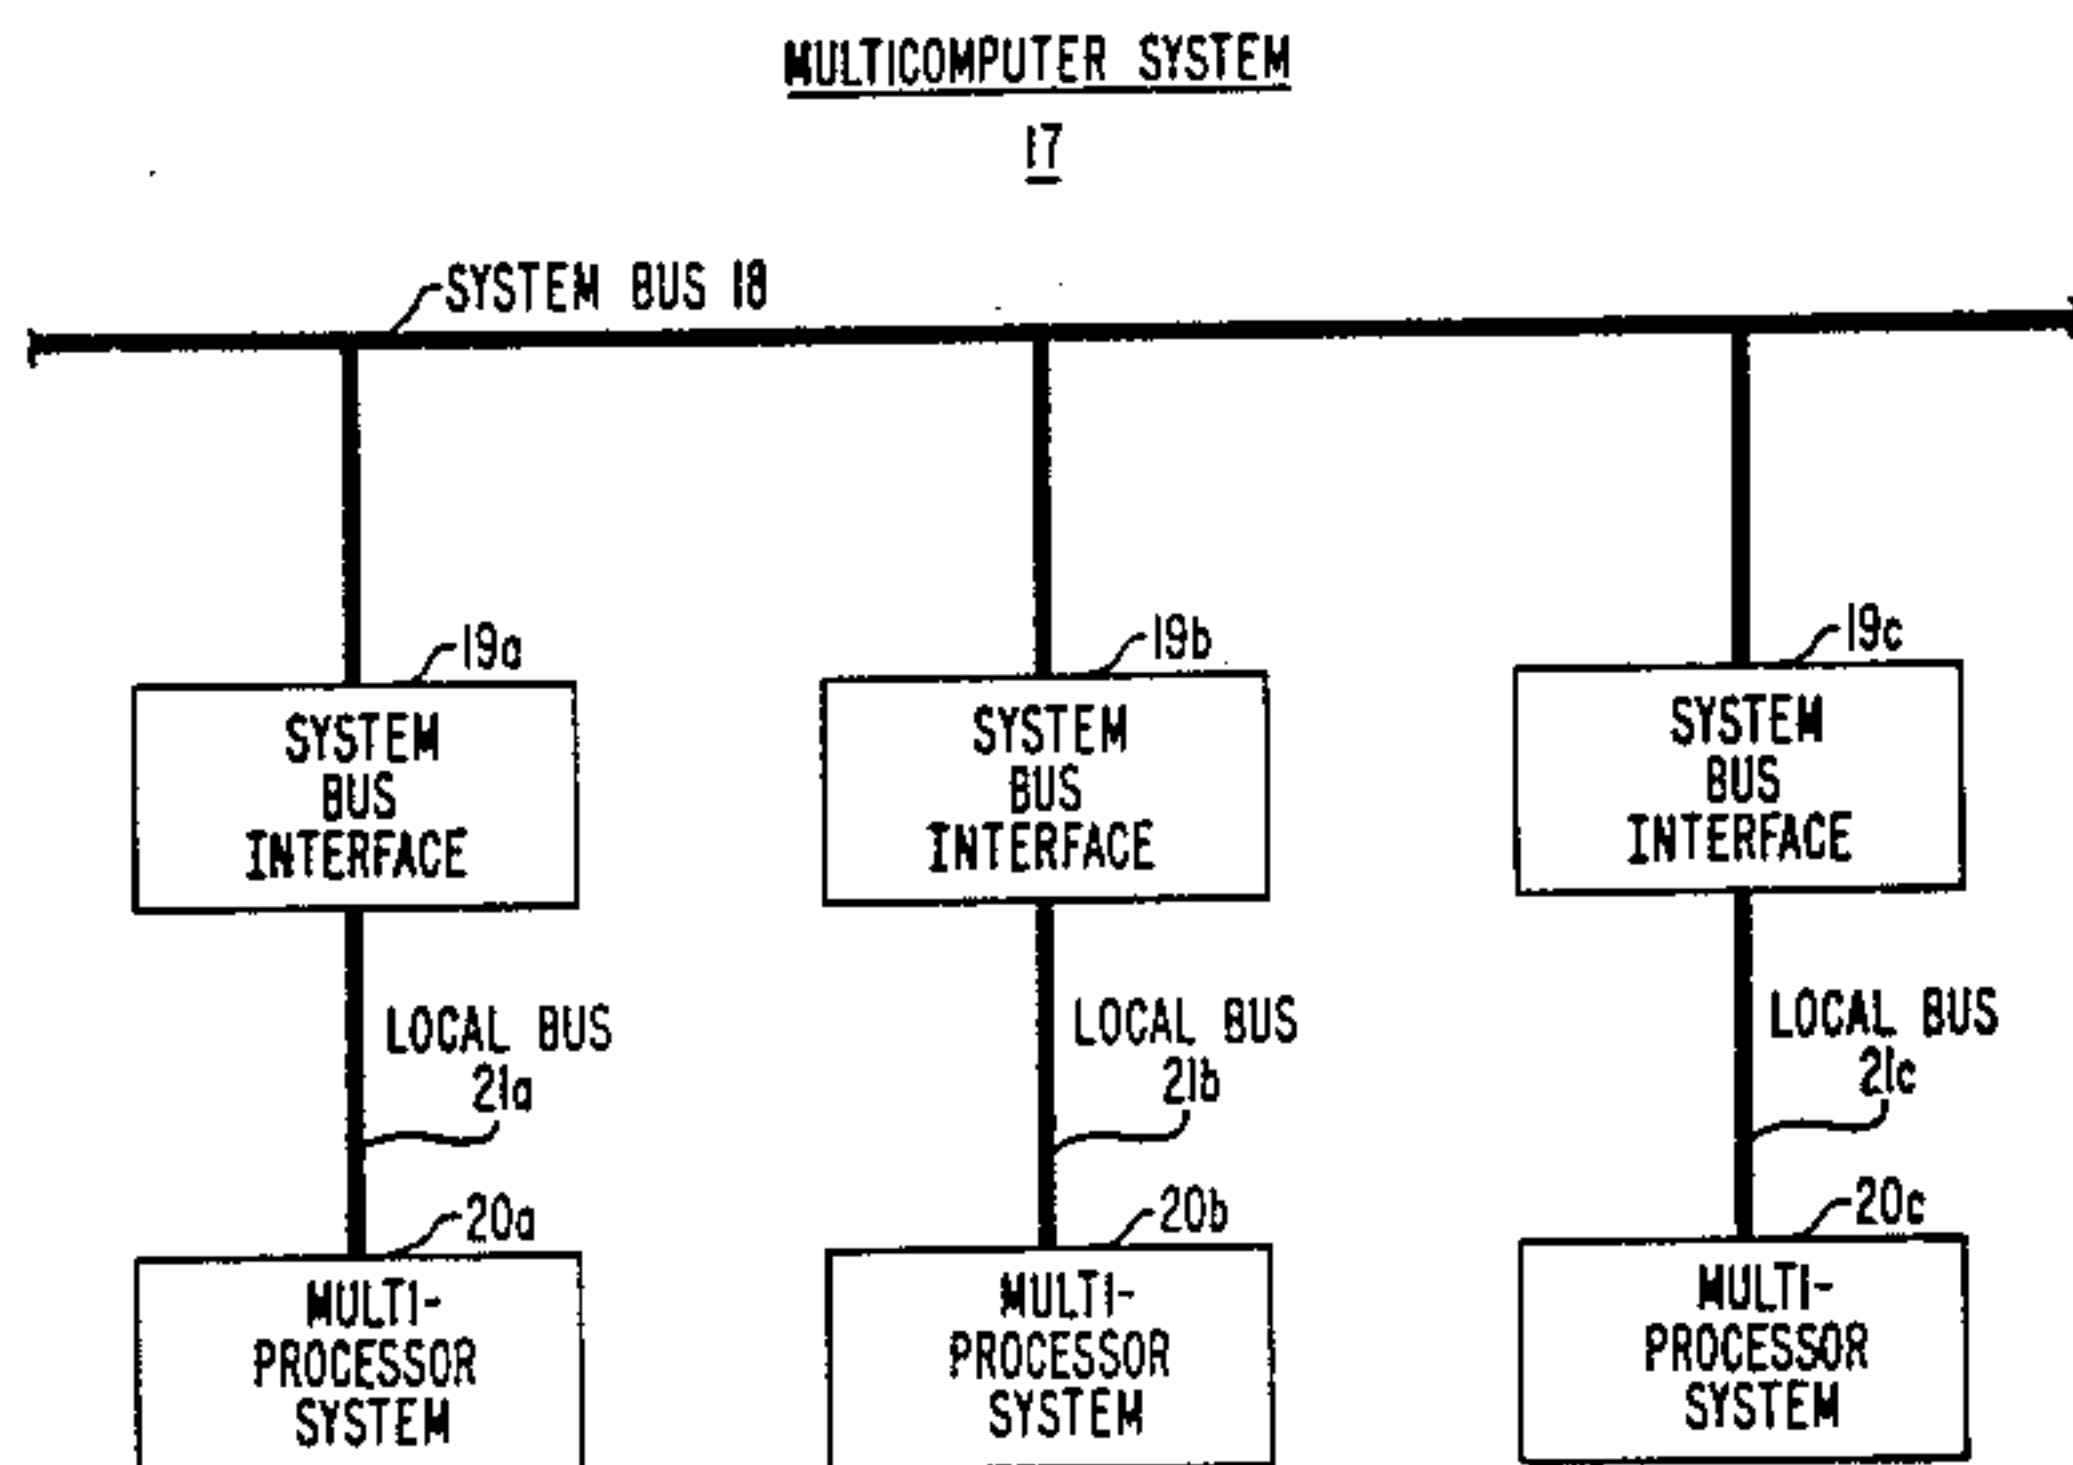 MULTICOMPUTER SYSTEM
17
SYSTEM BUS 18
19a
19b
19c
SYSTEM
BUS
INTERFACE
SYSTEM
BUS
INTERFACE
SYSTEM
BUS
INTERFACE
LOCAL BUS
21a
LOCAL BUS
21b
LOCAL BUS
21c
20a
20b
20c
MULTI-
PROCESSOR
SYSTEM
MULTI-
PROCESSOR
SYSTEM
MULTI-
PROCESSOR
SYSTEM